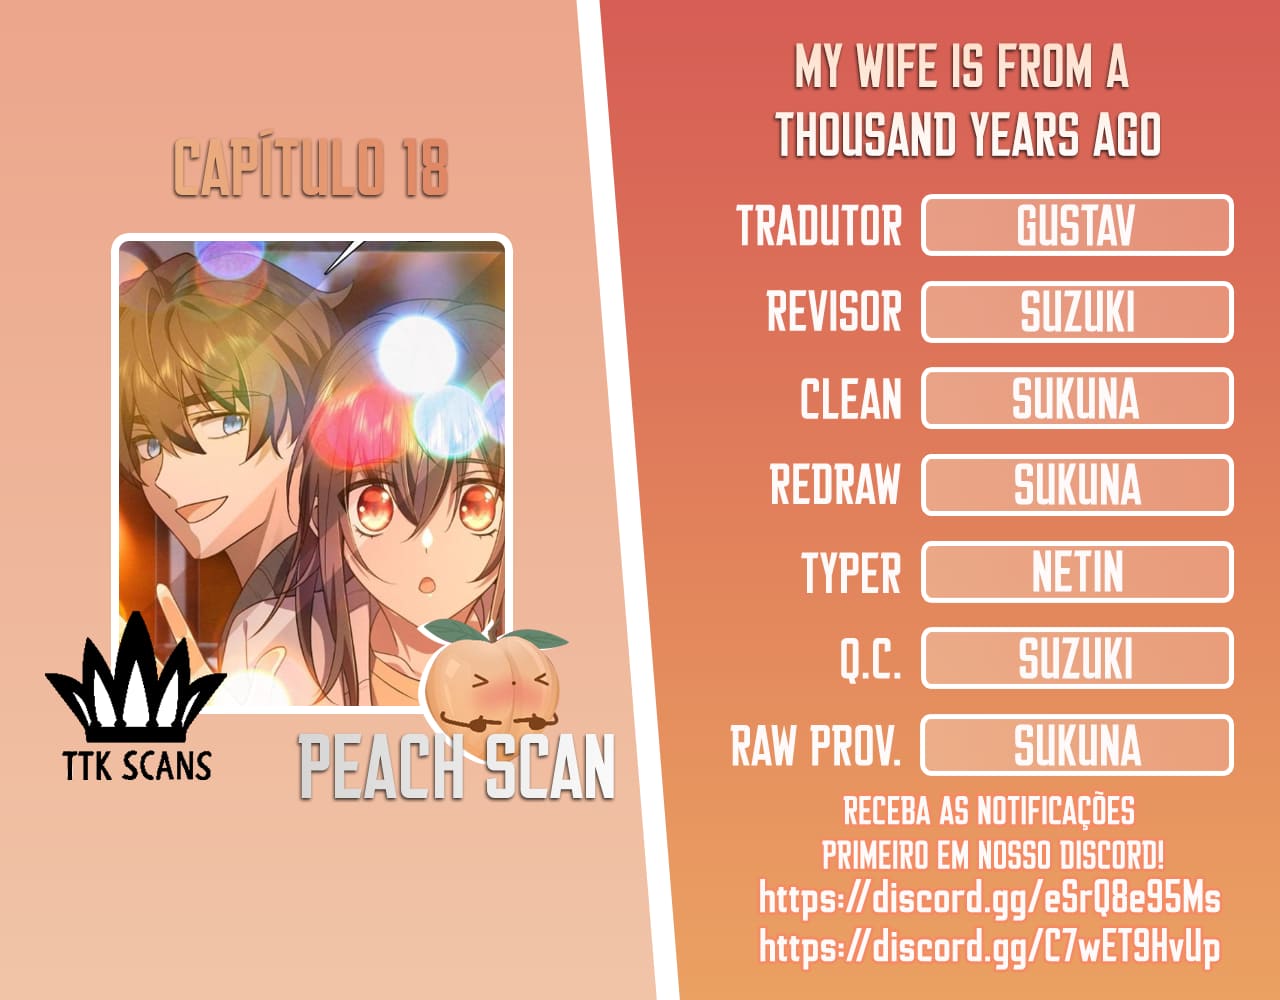 CAPÍTULO 18
TTK SCANS
PEACH SCAN
MY WIFE IS FROM A
THOUSAND YEARS AGO
TRADUTOR GUSTAV
REVISOR SUZUKI
CLEAN SUKUNA
REDRAW SUKUNA
TYPER NETIN
Q.C. SUZUKI
RAW PROV. SUKUNA
RECEBA AS NOTIFICAÇÕES
PRIMEIRO EM NOSSO DISCORD!
https://discord.gg/eSrQ8e95Ms
https://discord.gg/C7wET9HvUp